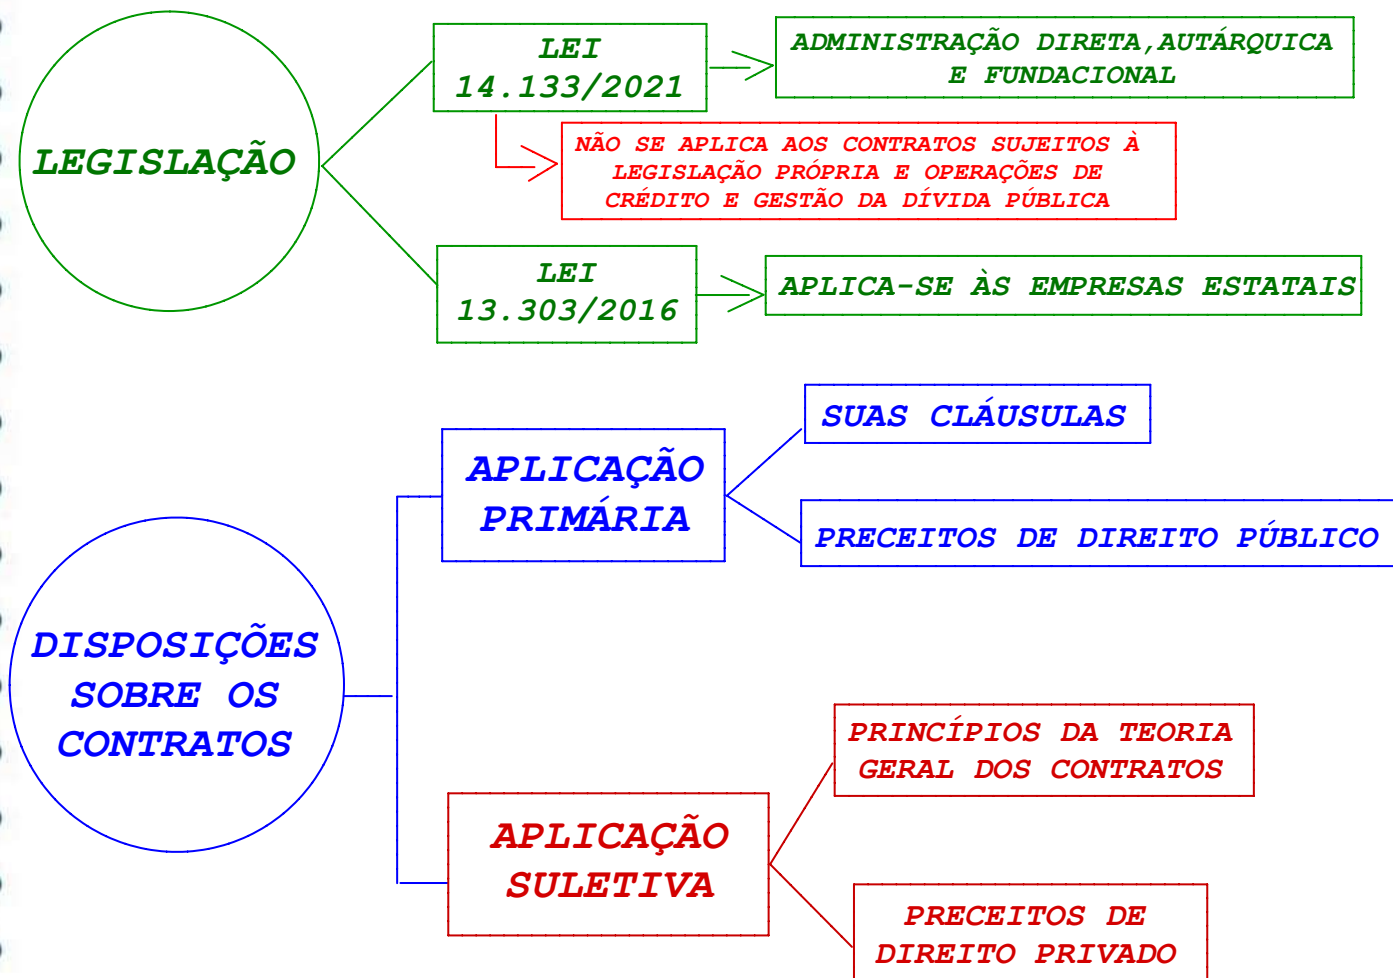 LEGISLAÇÃO
LEI
14.133/2021
ADMINISTRAÇÃO DIRETA,AUTÁRQUICA
E FUNDACIONAL
NÃO SE APLICA AOS CONTRATOS SUJEITOS À
LEGISLAÇÃO PRÓPRIA E OPERAÇÕES DE
CRÉDITO E GESTÃO DA DÍVIDA PÚBLICA
LEI
13.303/2016
APLICA-SE ÀS EMPRESAS ESTATAIS
DISPOSIÇÕES
SOBRE OS
CONTRATOS
APLICAÇÃO
PRIMÁRIA
SUAS CLÁUSULAS
PRECEITOS DE DIREITO PÚBLICO
APLICAÇÃO
SULETIVA
PRINCÍPIOS DA TEORIA
GERAL DOS CONTRATOS
PRECEITOS DE
DIREITO PRIVADO